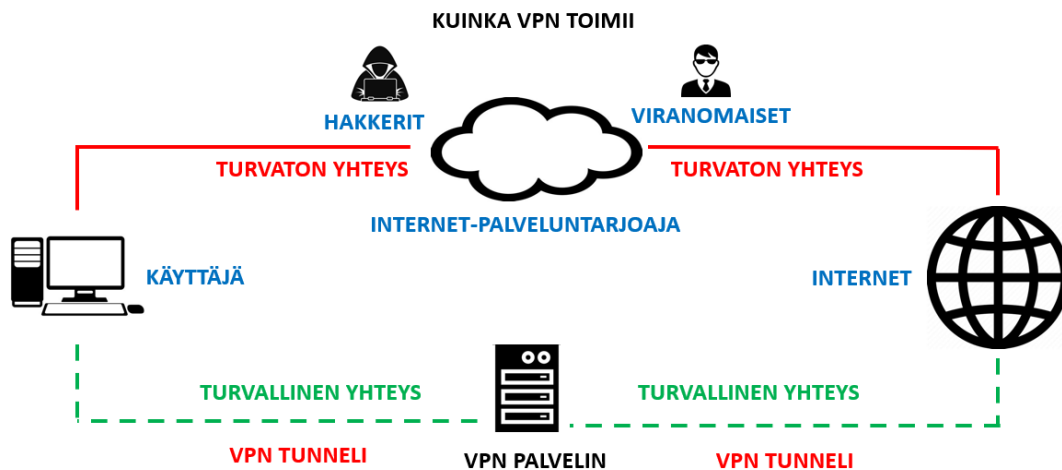 KUINKA VPN TOIMII
HAKKERIT
VIRANOMAISET
TURVATON YHTEYS
TURVATON YHTEYS
INTERNET-PALVELUNTARJOAJA
KÄYTTÄJÄ
INTERNET
TURVALLINEN YHTEYS
TURVALLINEN YHTEYS
VPN TUNNELI
VPN PALVELIN
VPN TUNNELI